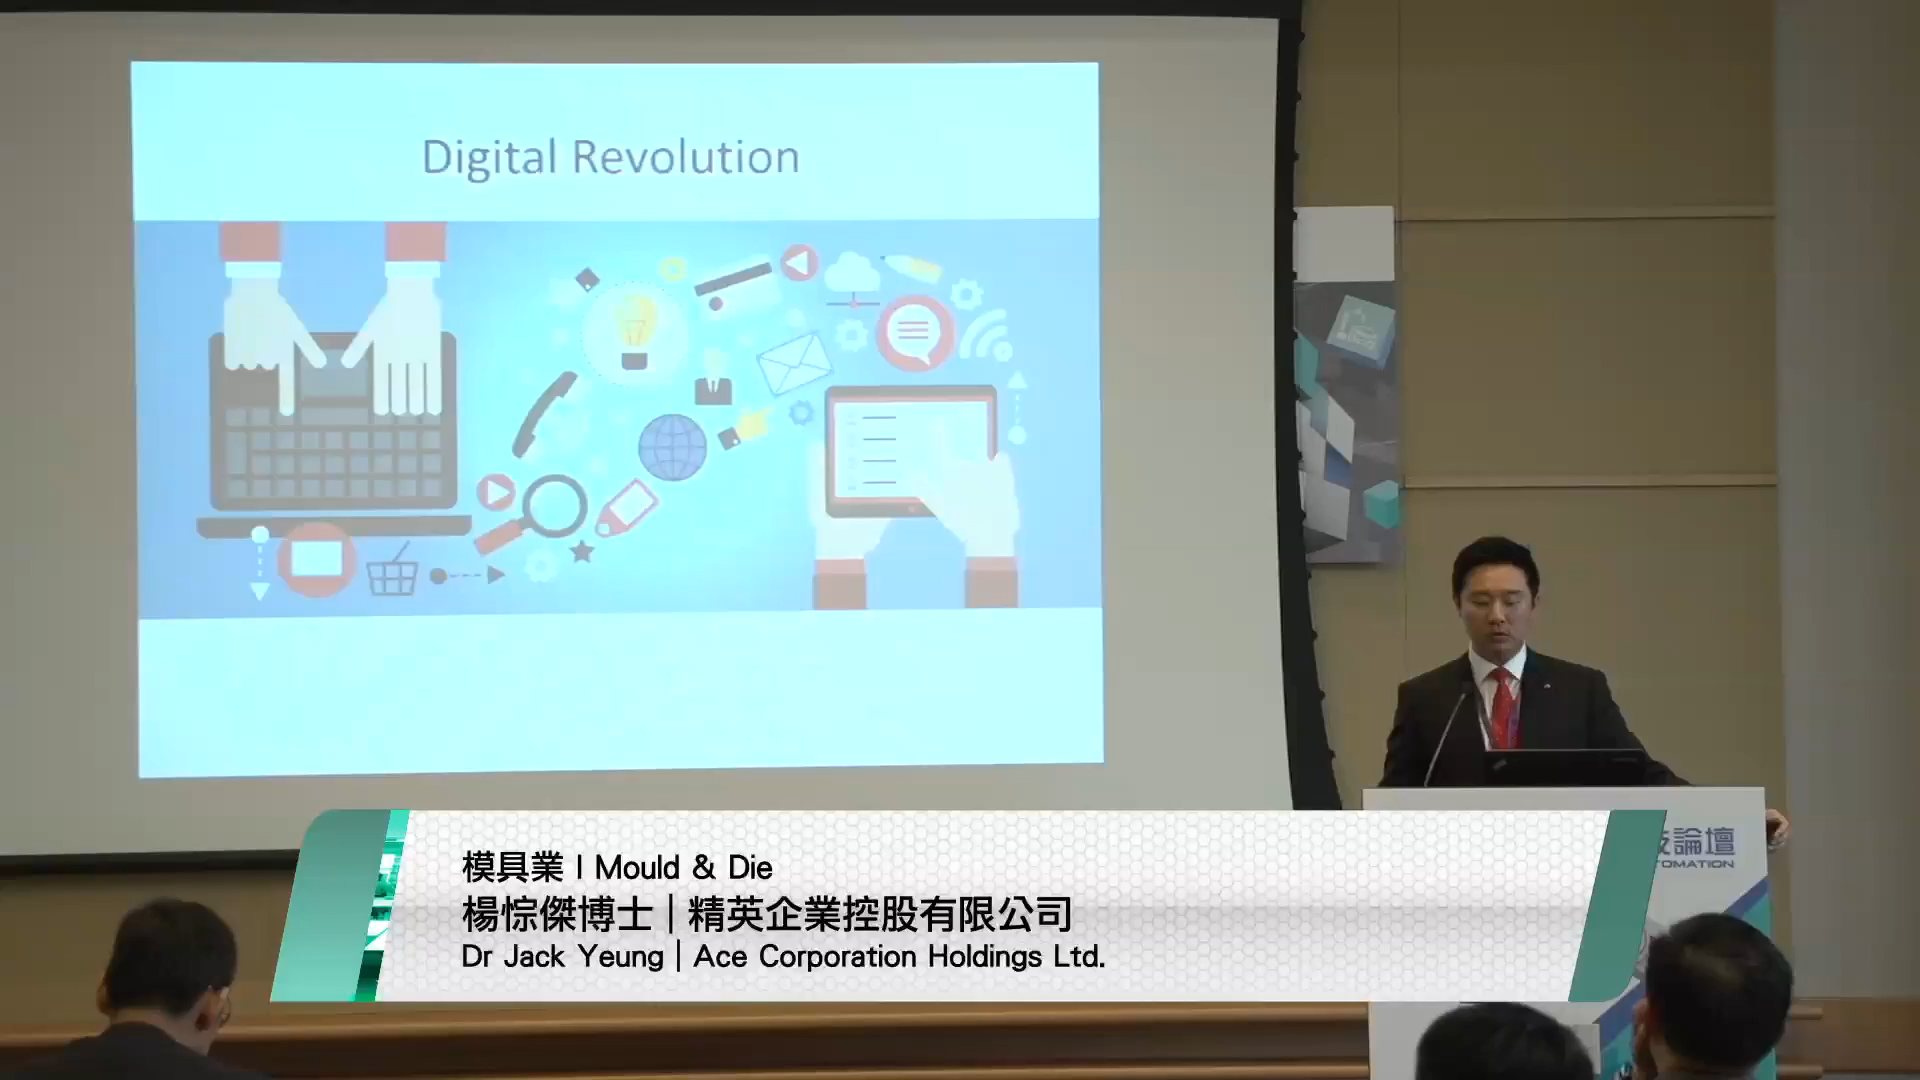 Digital Revolution
模具業 | Mould & Die
楊悰傑博士 | 精英企業控股有限公司
Dr Jack Yeung | Ace Corporation Holdings Ltd.
論壇
OMATION